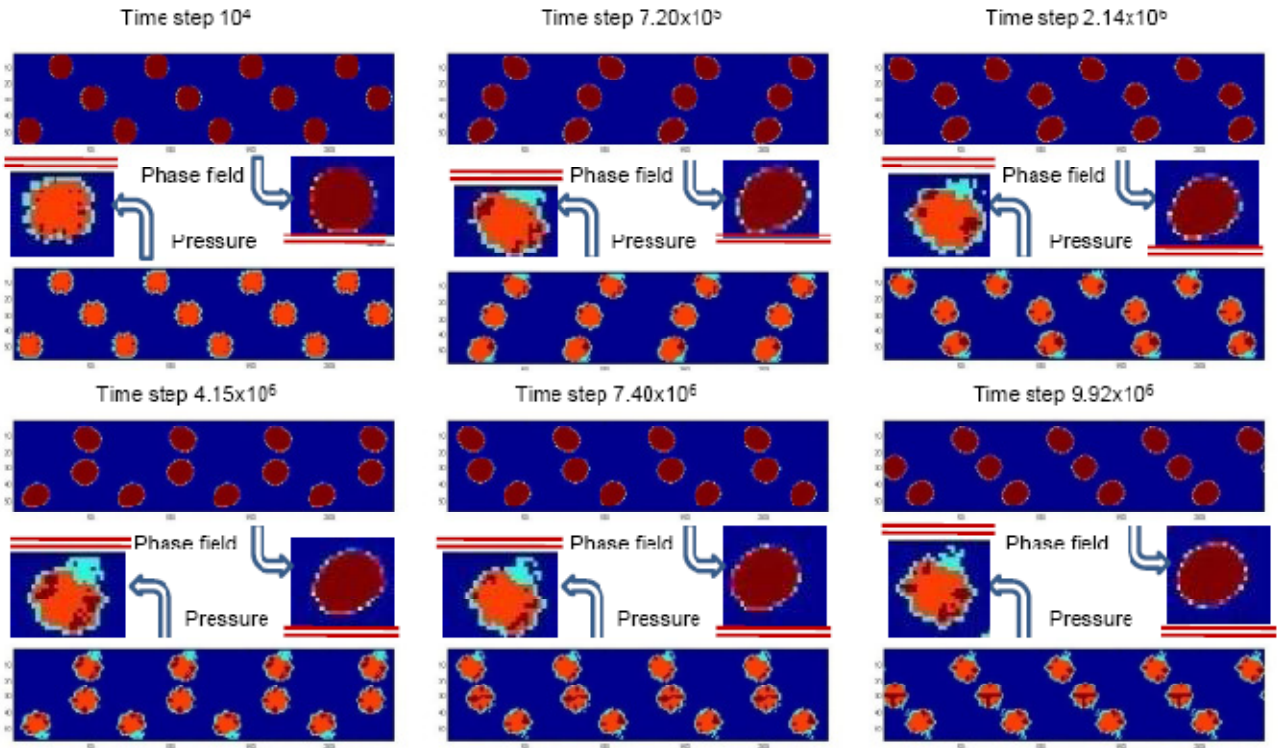 Time step 10⁴
Time step 7.20x10⁵
Time step 2.14x10⁶
Phase field
Pressure
Phase field
Pressure
Phase field
Pressure
Time step 4.15x10⁶
Time step 7.40x10⁶
Time step 9.92x10⁶
Phase field
Pressure
Phase field
Pressure
Phase field
Pressure